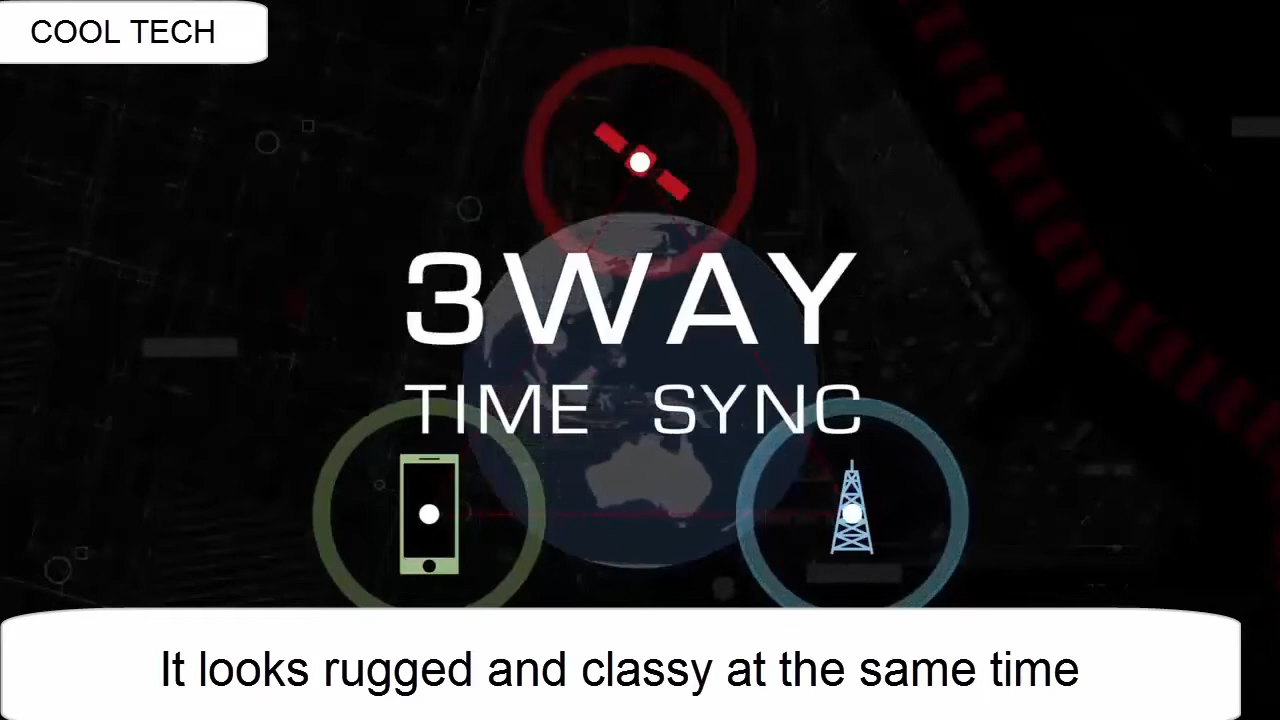 COOL TECH
3WAY
TIME SYNC
It looks rugged and classy at the same time